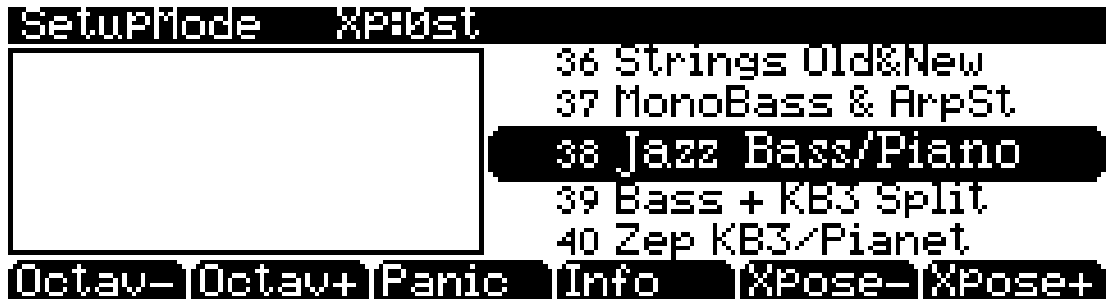 SetupMode Xp:0st
36 Strings Old&New
37 MonoBass & ArpSt
38 Jazz Bass/Piano
39 Bass + KB3 Split
40 Zep KB3/Pianet
Octav- Octav+ Panic Info Xpose- Xpose+